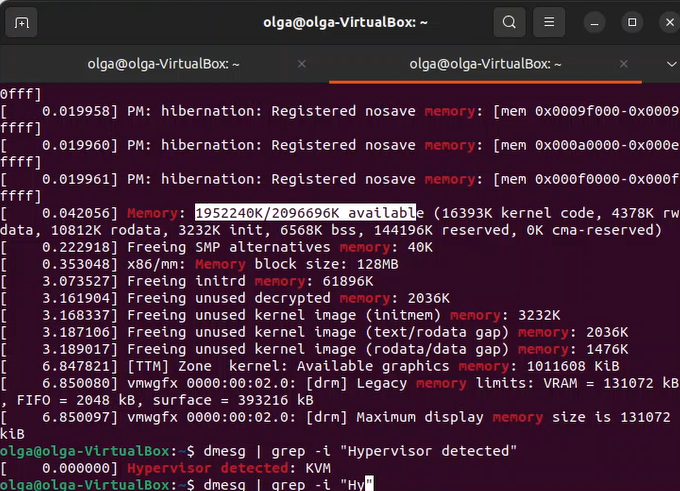 olga@olga-VirtualBox: ~
olga@olga-VirtualBox: ~
olga@olga-VirtualBox: ~
0fff]
[    0.019958] PM: hibernation: Registered nosave memory: [mem 0x0009f000-0x0009
ffff]
[    0.019960] PM: hibernation: Registered nosave memory: [mem 0x000a0000-0x000e
ffff]
[    0.019961] PM: hibernation: Registered nosave memory: [mem 0x000f0000-0x000f
ffff]
[    0.042056] Memory: 1952240K/2096696K available (16393K kernel code, 4378K rw
data, 10812K rodata, 3232K init, 6568K bss, 144196K reserved, 0K cma-reserved)
[    0.222918] Freeing SMP alternatives memory: 40K
[    0.353048] x86/mm: Memory block size: 128MB
[    3.073527] Freeing initrd memory: 61896K
[    3.161904] Freeing unused decrypted memory: 2036K
[    3.168337] Freeing unused kernel image (initmem) memory: 3232K
[    3.187106] Freeing unused kernel image (text/rodata gap) memory: 2036K
[    3.189017] Freeing unused kernel image (rodata/data gap) memory: 1476K
[    6.847821] [TTM] Zone  kernel: Available graphics memory: 1011608 KiB
[    6.850080] vmwgfx 0000:00:02.0: [drm] Legacy memory limits: VRAM = 131072 kB
, FIFO = 2048 kB, surface = 393216 kB
[    6.850097] vmwgfx 0000:00:02.0: [drm] Maximum display memory size is 131072
kiB
olga@olga-VirtualBox:~$ dmesg | grep -i "Hypervisor detected"
[    0.000000] Hypervisor detected: KVM
olga@olga-VirtualBox:~$ dmesg | grep -i "Hy"